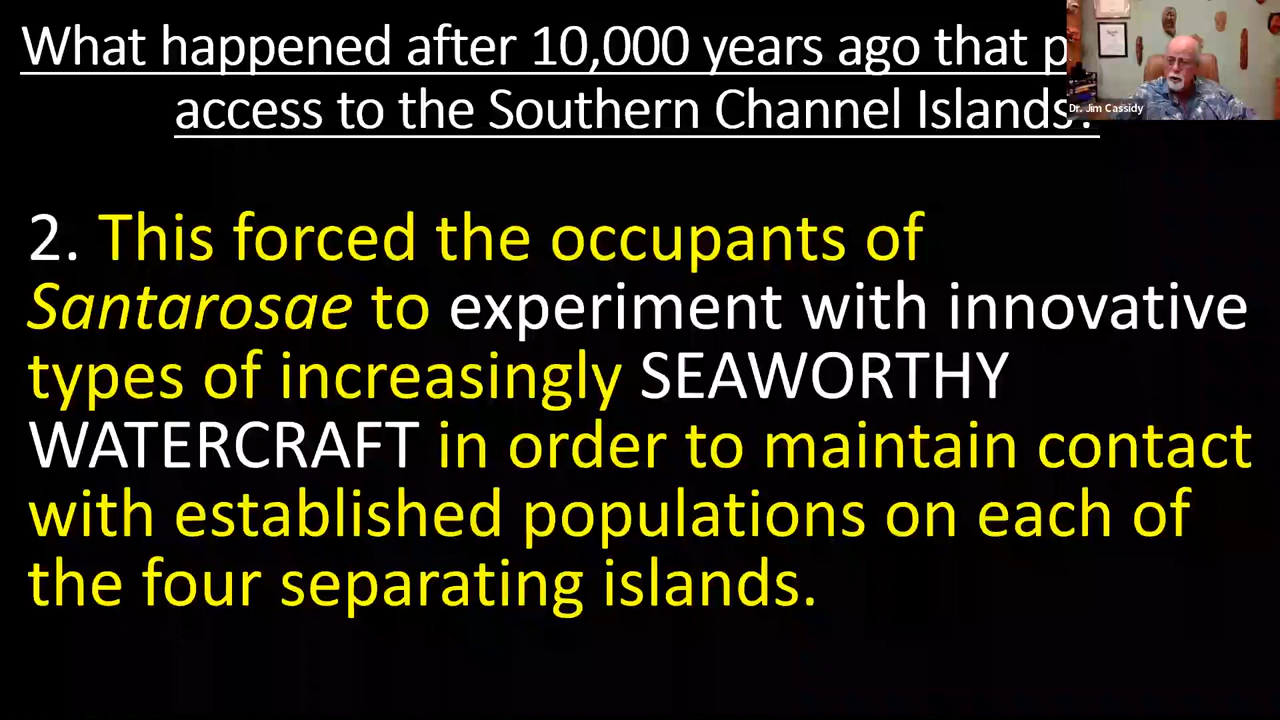 What happened after 10,000 years ago that
access to the Southern Channel Islands?
Dr. Jim Cassidy
2. This forced the occupants of
Santarosae to experiment with innovative
types of increasingly SEAWORTHY
WATERCRAFT in order to maintain contact
with established populations on each of
the four separating islands.